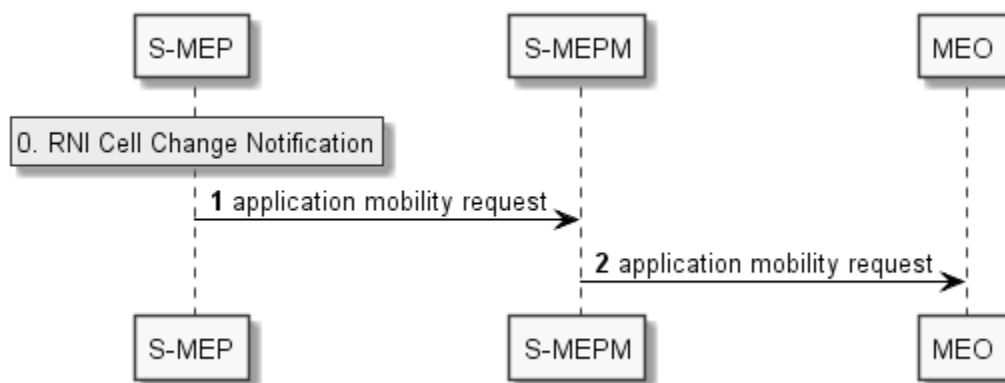 S-MEP
S-MEPM
MEO
0. RNI Cell Change Notification
1 application mobility request
2 application mobility request
S-MEP
S-MEPM
MEO